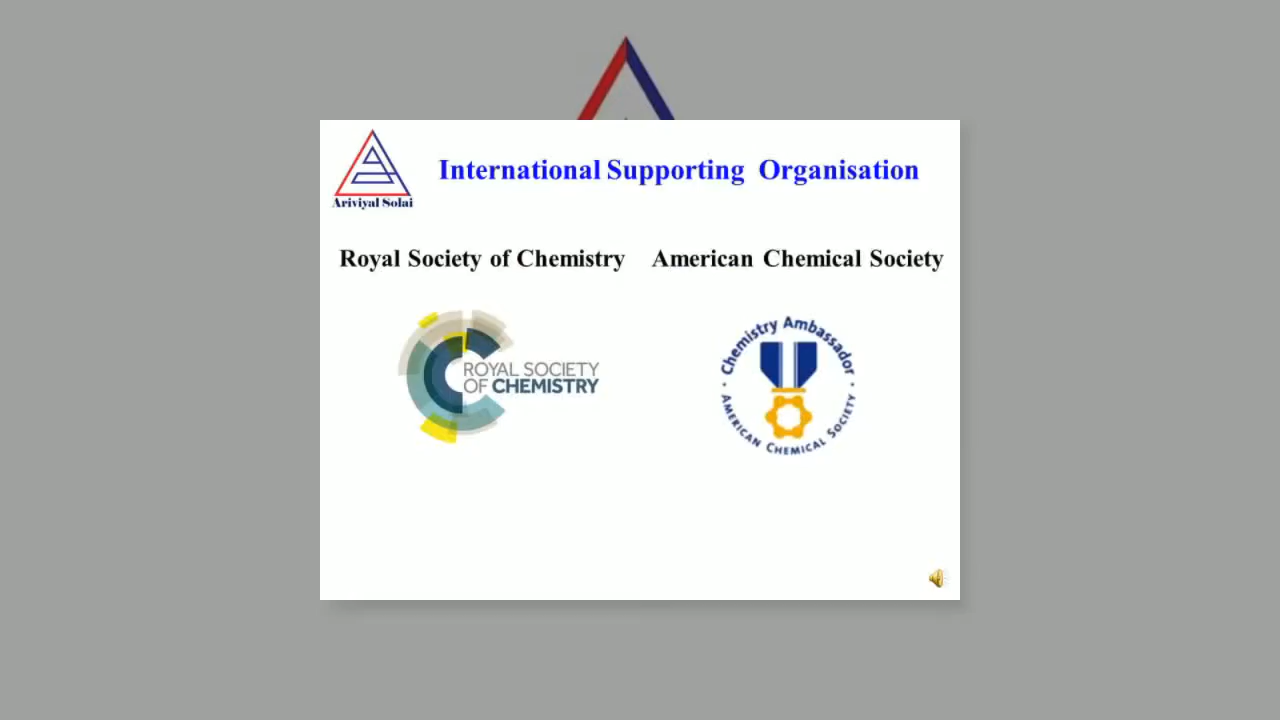 International Supporting Organisation
Ariviyal Solai
Royal Society of Chemistry
American Chemical Society
ROYAL SOCIETY
OF CHEMISTRY
Chemistry Ambassador
· AMERICAN CHEMICAL SOCIETY ·